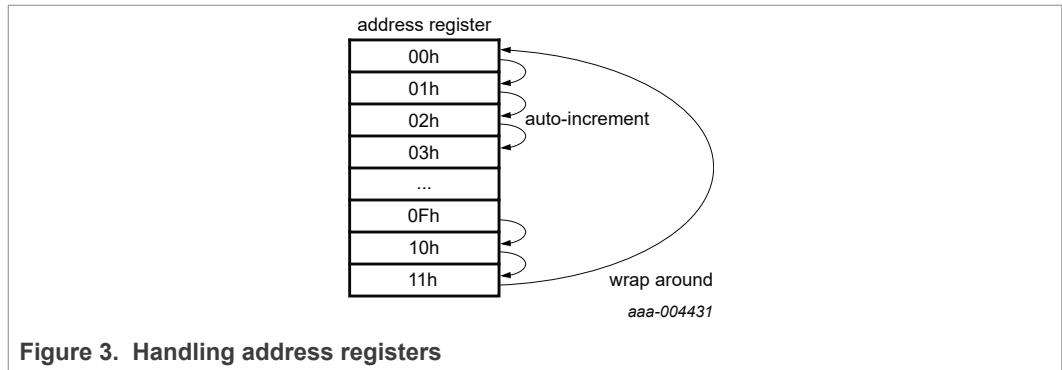 address register
00h
01h
02h
auto-increment
03h
...
0Fh
10h
11h
wrap around
aaa-004431
Figure 3. Handling address registers